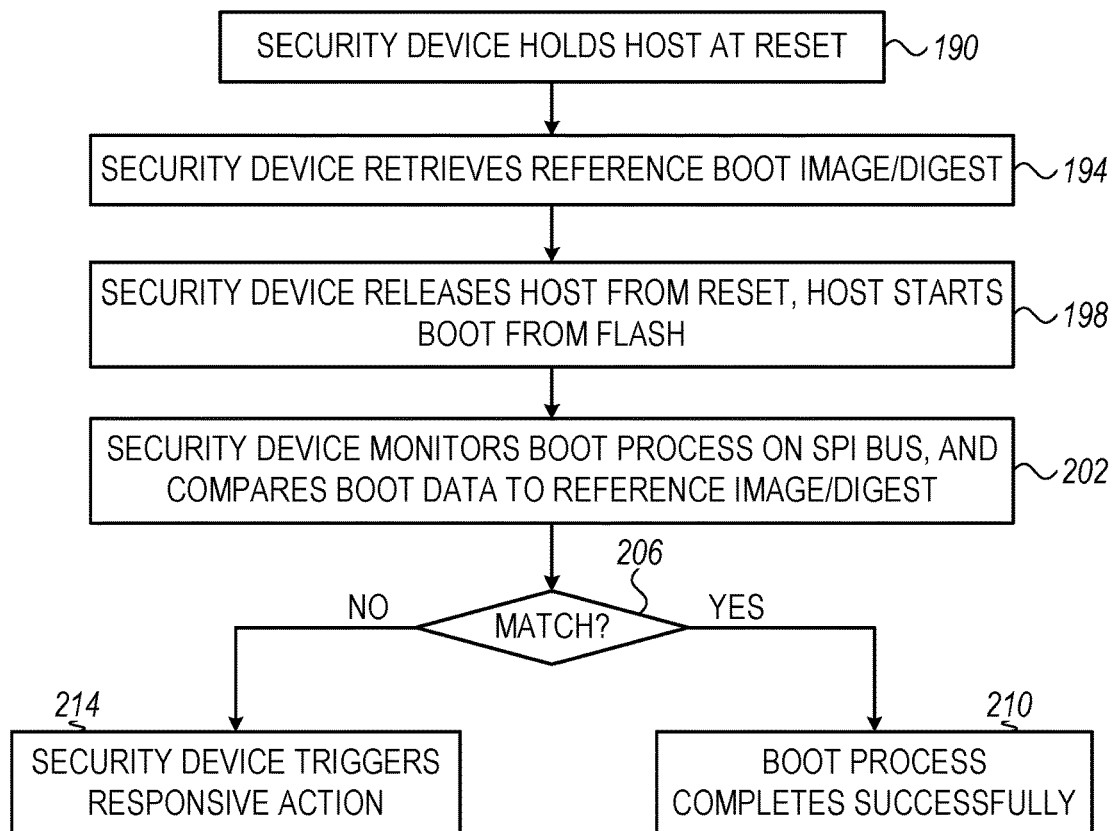 SECURITY DEVICE HOLDS HOST AT RESET
190
SECURITY DEVICE RETRIEVES REFERENCE BOOT IMAGE/DIGEST
194
SECURITY DEVICE RELEASES HOST FROM RESET, HOST STARTS
BOOT FROM FLASH
198
SECURITY DEVICE MONITORS BOOT PROCESS ON SPI BUS, AND
COMPARES BOOT DATA TO REFERENCE IMAGE/DIGEST
202
206
NO
MATCH?
YES
214
SECURITY DEVICE TRIGGERS
RESPONSIVE ACTION
210
BOOT PROCESS
COMPLETES SUCCESSFULLY